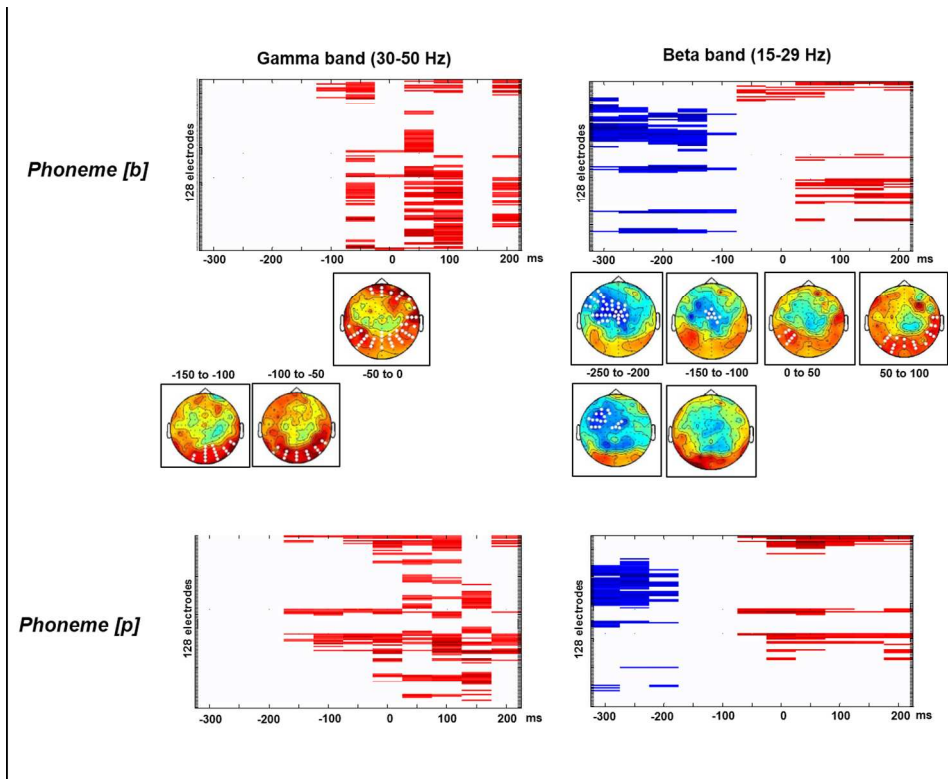 Gamma band (30-50 Hz)
Beta band (15-29 Hz)
Phoneme [b]
128 electrodes
-300 -200 -100 0 100 200 ms
128 electrodes
-300 -200 -100 0 100 200 ms
-150 to -100
-100 to -50
-50 to 0
-250 to -200
-150 to -100
0 to 50
50 to 100
Phoneme [p]
128 electrodes
-300 -200 -100 0 100 200 ms
128 electrodes
-300 -200 -100 0 100 200 ms